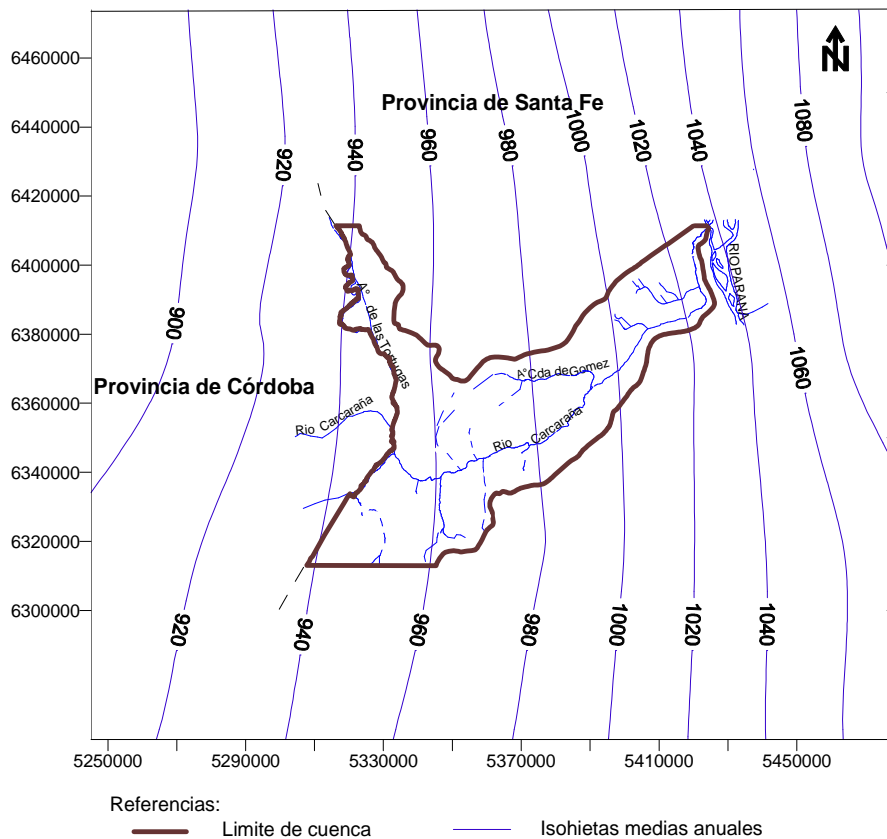 6460000
6440000
6420000
6400000
6380000
6360000
6340000
6320000
6300000
N
Provincia de Santa Fe
1080
1000
1020
1040
920
940
960
980
RIO PARANA
A° de las Tortugas
900
1060
Provincia de Córdoba
A°Cda de Gomez
Rio Carcaraña
Rio Carcaraña
920
940
960
980
1000
1020
1040
5250000
5290000
5330000
5370000
5410000
5450000
Referencias:
Limite de cuenca
Isohietas medias anuales